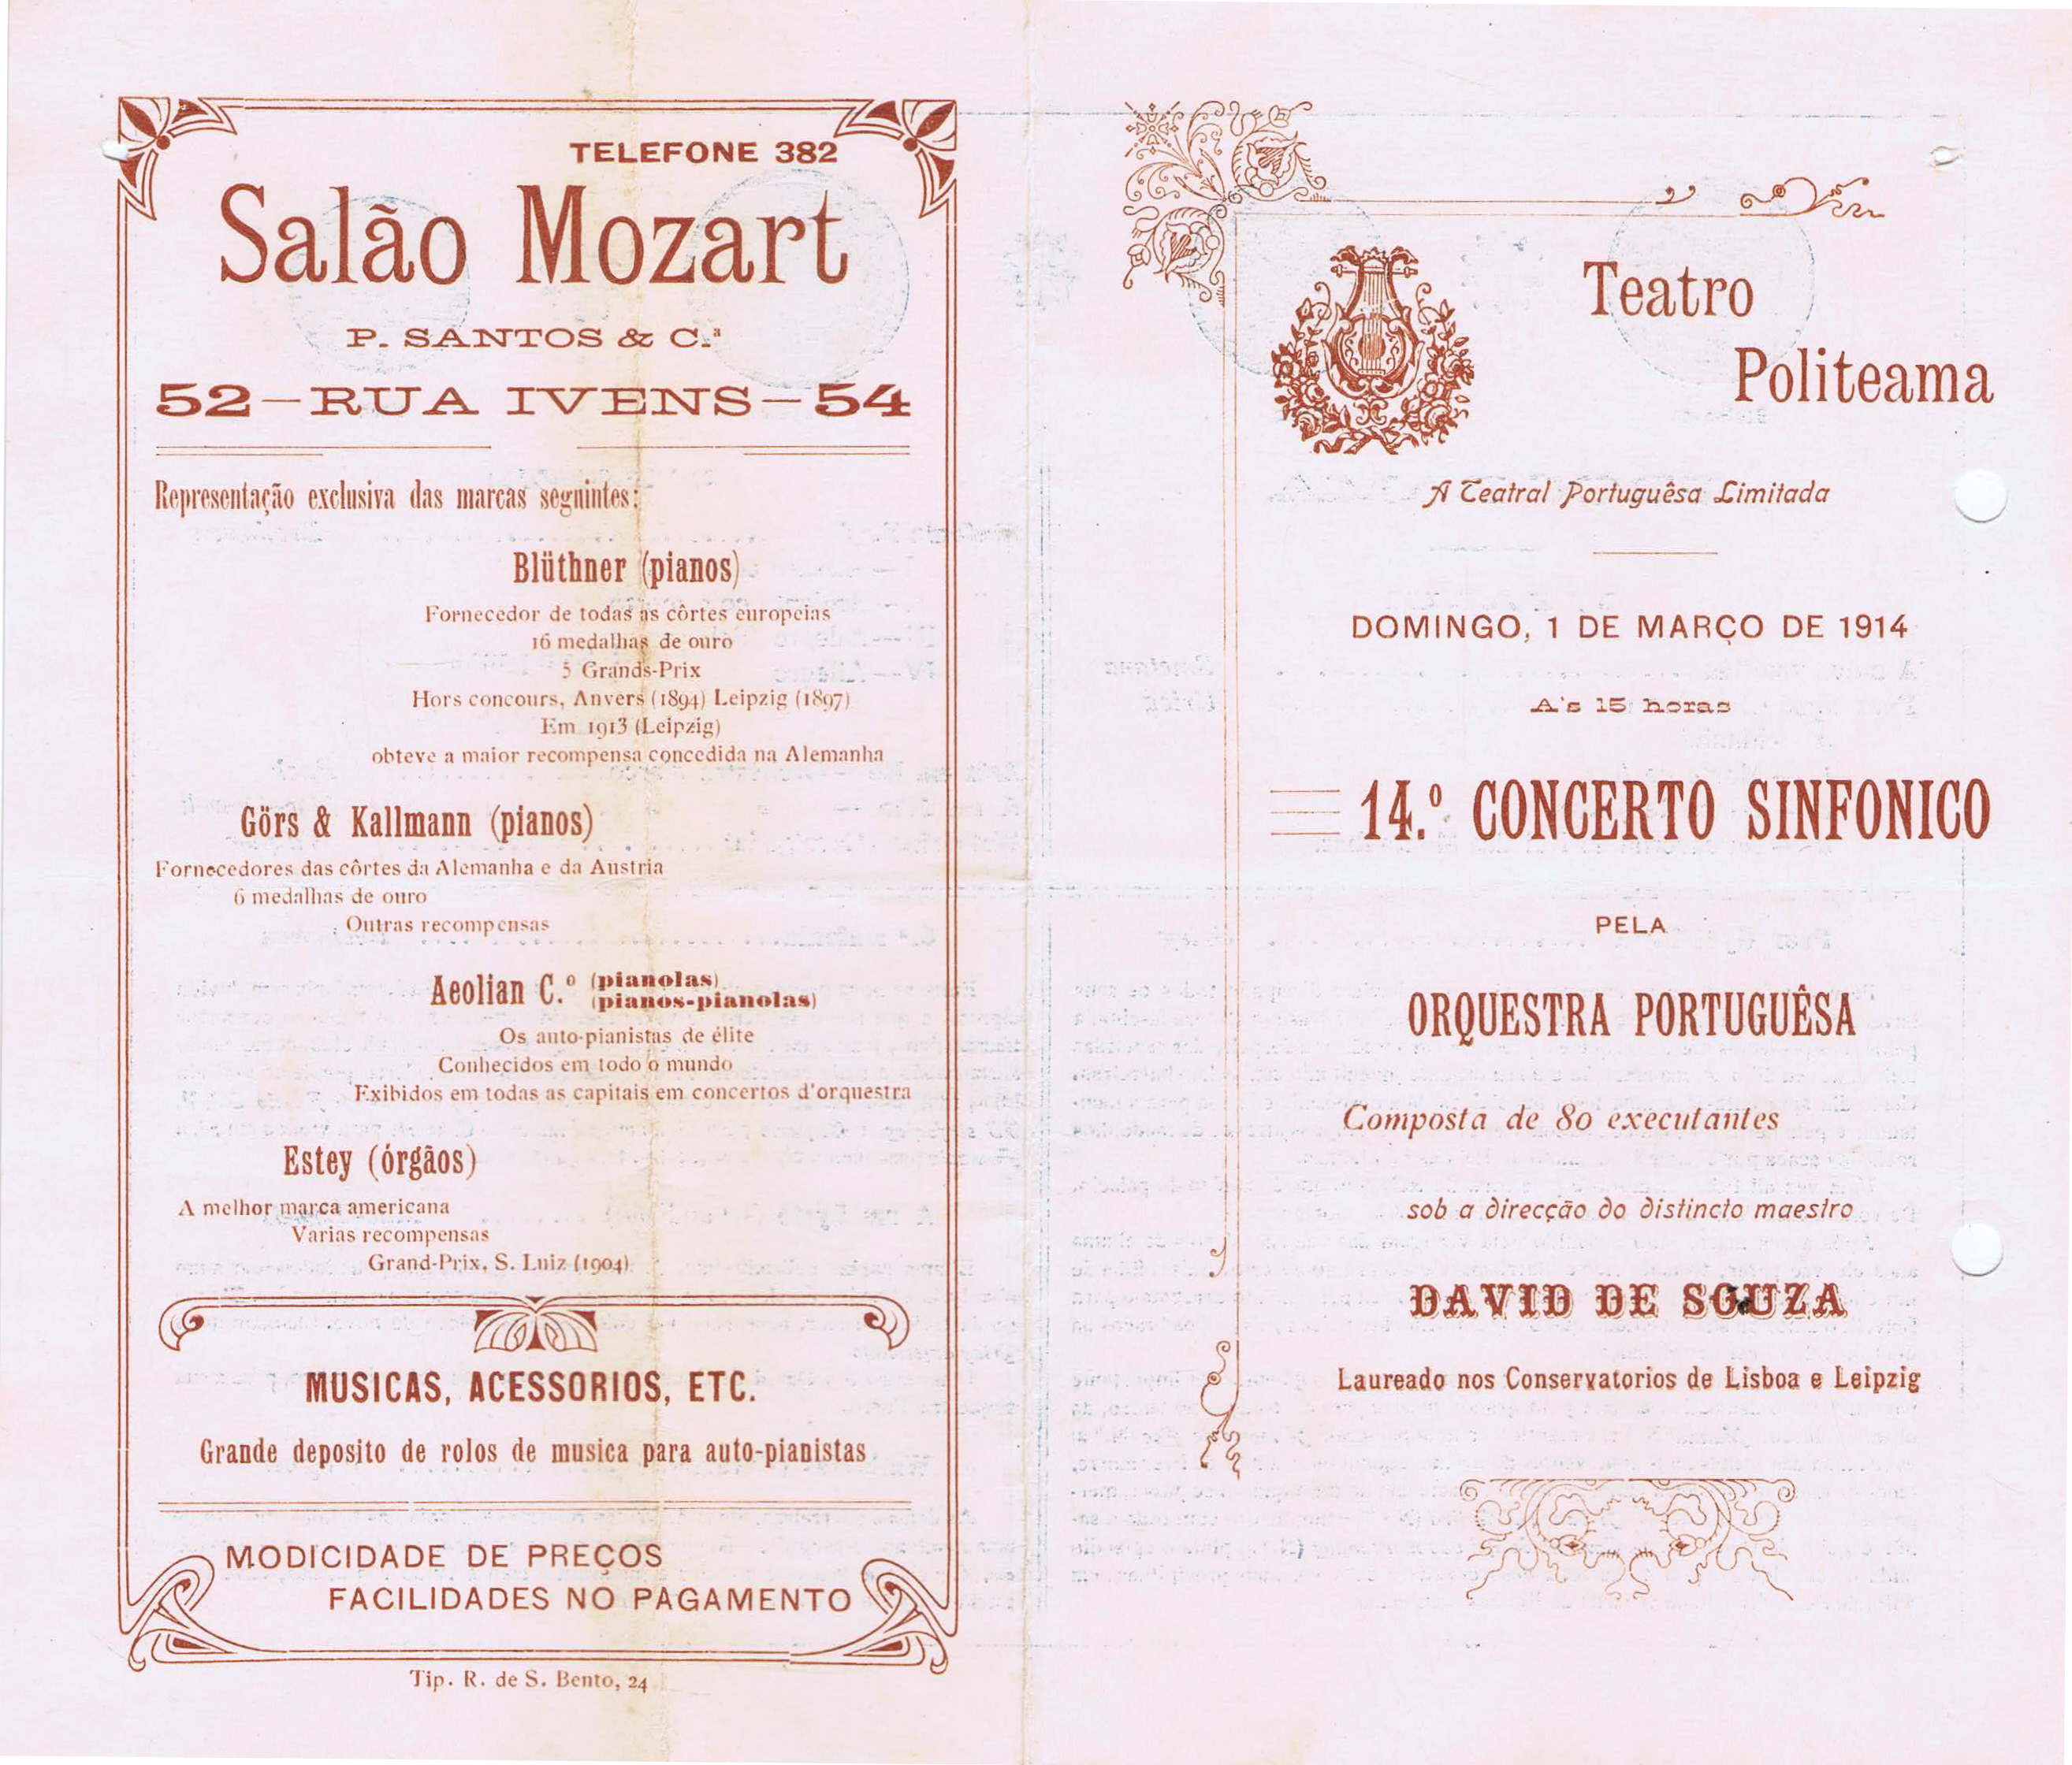 TELEFONE 382
Salão Mozart
P. SANTOS & C.ª
52—RUA IVENS—54
Representação exclusiva das marcas seguintes:
Blüthner (pianos)
Fornecedor de todas as côrtes europeias
16 medalhas de ouro
5 Grands-Prix
Hors concours, Anvers (1894) Leipzig (1897)
Em 1913 (Leipzig)
obteve a maior recompensa concedida na Alemanha
Görs & Kallmann (pianos)
Fornecedores das côrtes da Alemanha e da Austria
6 medalhas de ouro
Outras recompensas
Aeolian C.º (pianolas)
(pianos-pianolas)
Os auto-pianistas de élite
Conhecidos em todo o mundo
Exibidos em todas as capitais em concertos d'orquestra
Estey (órgãos)
A melhor marca americana
Varias recompensas
Grand-Prix, S. Luiz (1904)
MUSICAS, ACESSORIOS, ETC.
Grande deposito de rolos de musica para auto-pianistas
MODICIDADE DE PREÇOS
FACILIDADES NO PAGAMENTO
Tip. R. de S. Bento, 24
Teatro
Politeama
A Teatral Portuguêsa Limitada
DOMINGO, 1 DE MARÇO DE 1914
A's 15 horas
14.º CONCERTO SINFONICO
PELA
ORQUESTRA PORTUGUÊSA
Composta de 80 executantes
sob a direcção do distincto maestro
DAVID DE SOUZA
Laureado nos Conservatorios de Lisboa e Leipzig